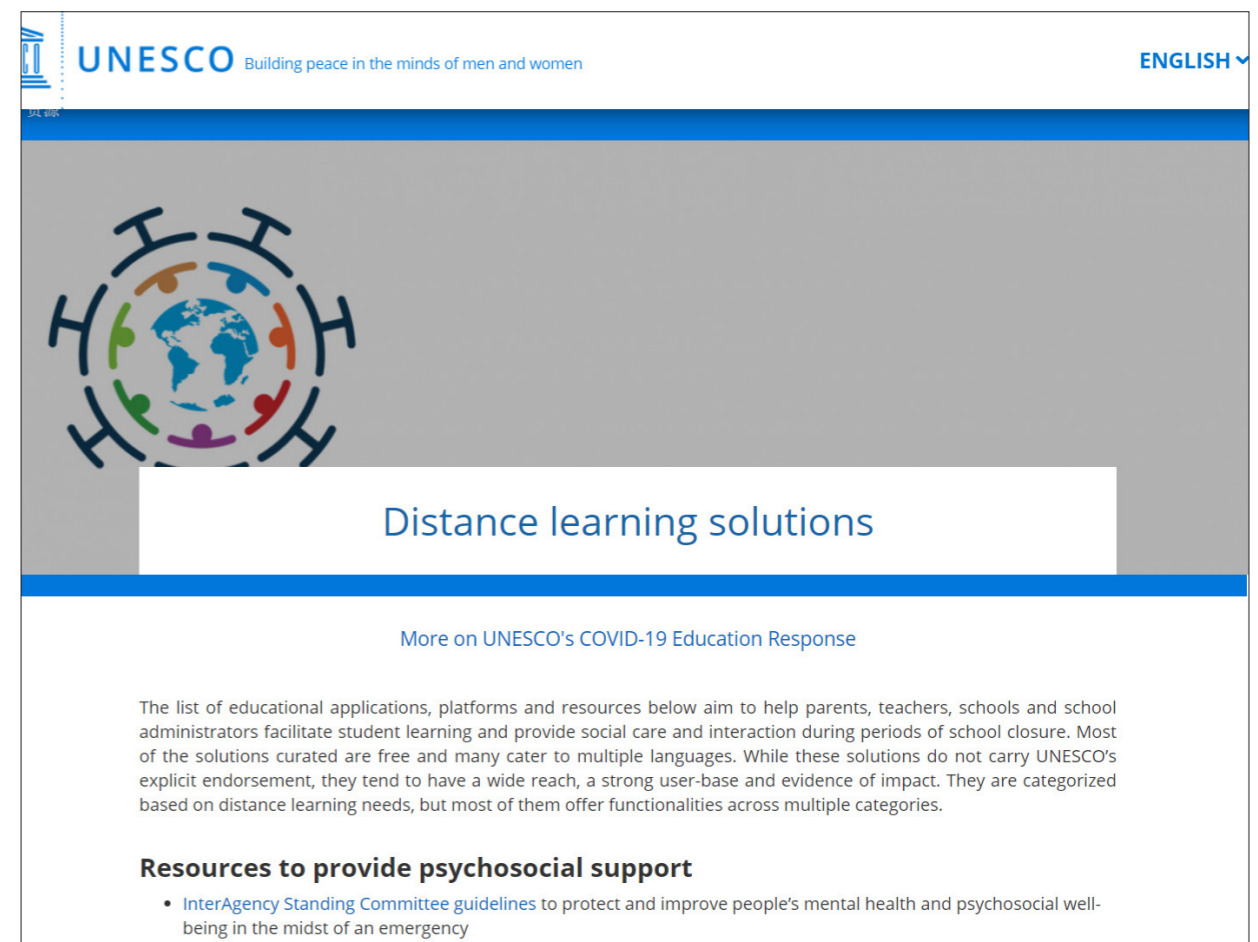 UNESCO Building peace in the minds of men and women
ENGLISH
资源
Distance learning solutions
More on UNESCO's COVID-19 Education Response
The list of educational applications, platforms and resources below aim to help parents, teachers, schools and school
administrators facilitate student learning and provide social care and interaction during periods of school closure. Most
of the solutions curated are free and many cater to multiple languages. While these solutions do not carry UNESCO’s
explicit endorsement, they tend to have a wide reach, a strong user-base and evidence of impact. They are categorized
based on distance learning needs, but most of them offer functionalities across multiple categories.
Resources to provide psychosocial support
• InterAgency Standing Committee guidelines to protect and improve people’s mental health and psychosocial well-
being in the midst of an emergency